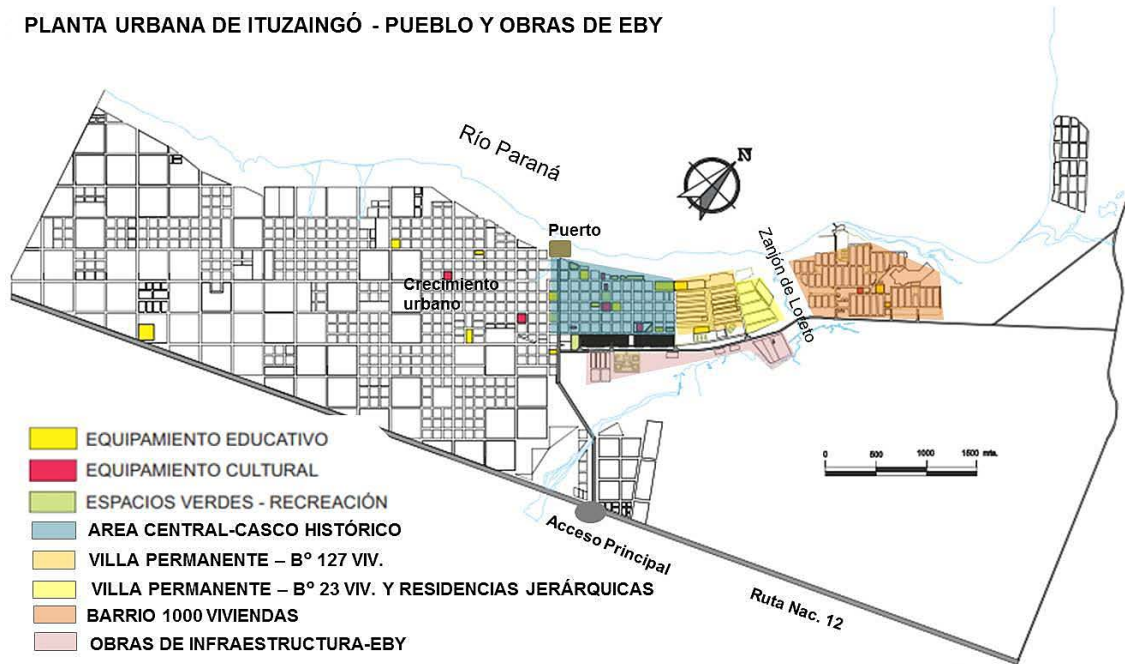 PLANTA URBANA DE ITUZAINGÓ - PUEBLO Y OBRAS DE EBY
Río Paraná
N
Puerto
Zanjón de Loreto
Crecimiento
urbano
EQUIPAMIENTO EDUCATIVO
EQUIPAMIENTO CULTURAL
ESPACIOS VERDES - RECREACIÓN
AREA CENTRAL-CASCO HISTÓRICO
VILLA PERMANENTE – Bº 127 VIV.
VILLA PERMANENTE – Bº 23 VIV. Y RESIDENCIAS JERÁRQUICAS
BARRIO 1000 VIVIENDAS
OBRAS DE INFRAESTRUCTURA-EBY
0 500 1000 1500 mts.
Acceso Principal
Ruta Nac. 12